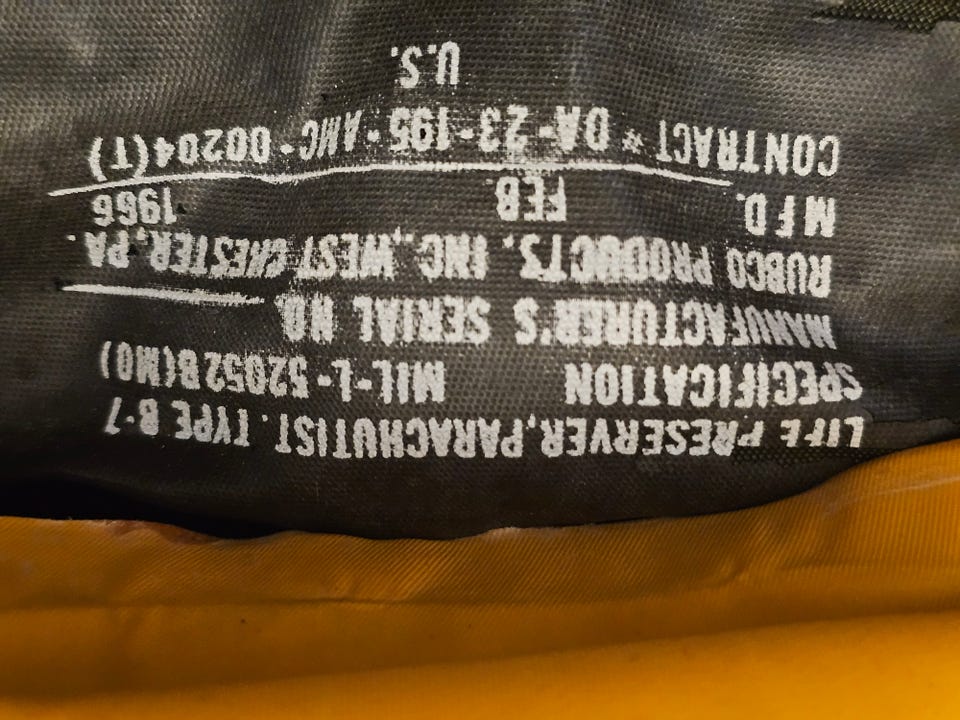 LIFE PRESERVER, PARACHUTIST. TYPE B-7
SPECIFICATION MIL-L-52052B(MO)
MANUFACTURER'S SERIAL NO.
RUBCO PRODUCTS, INC., WEST CHESTER, PA.
MFD. FEB 1966
CONTRACT # DA-23-195-AMC-00204(T)
U.S.